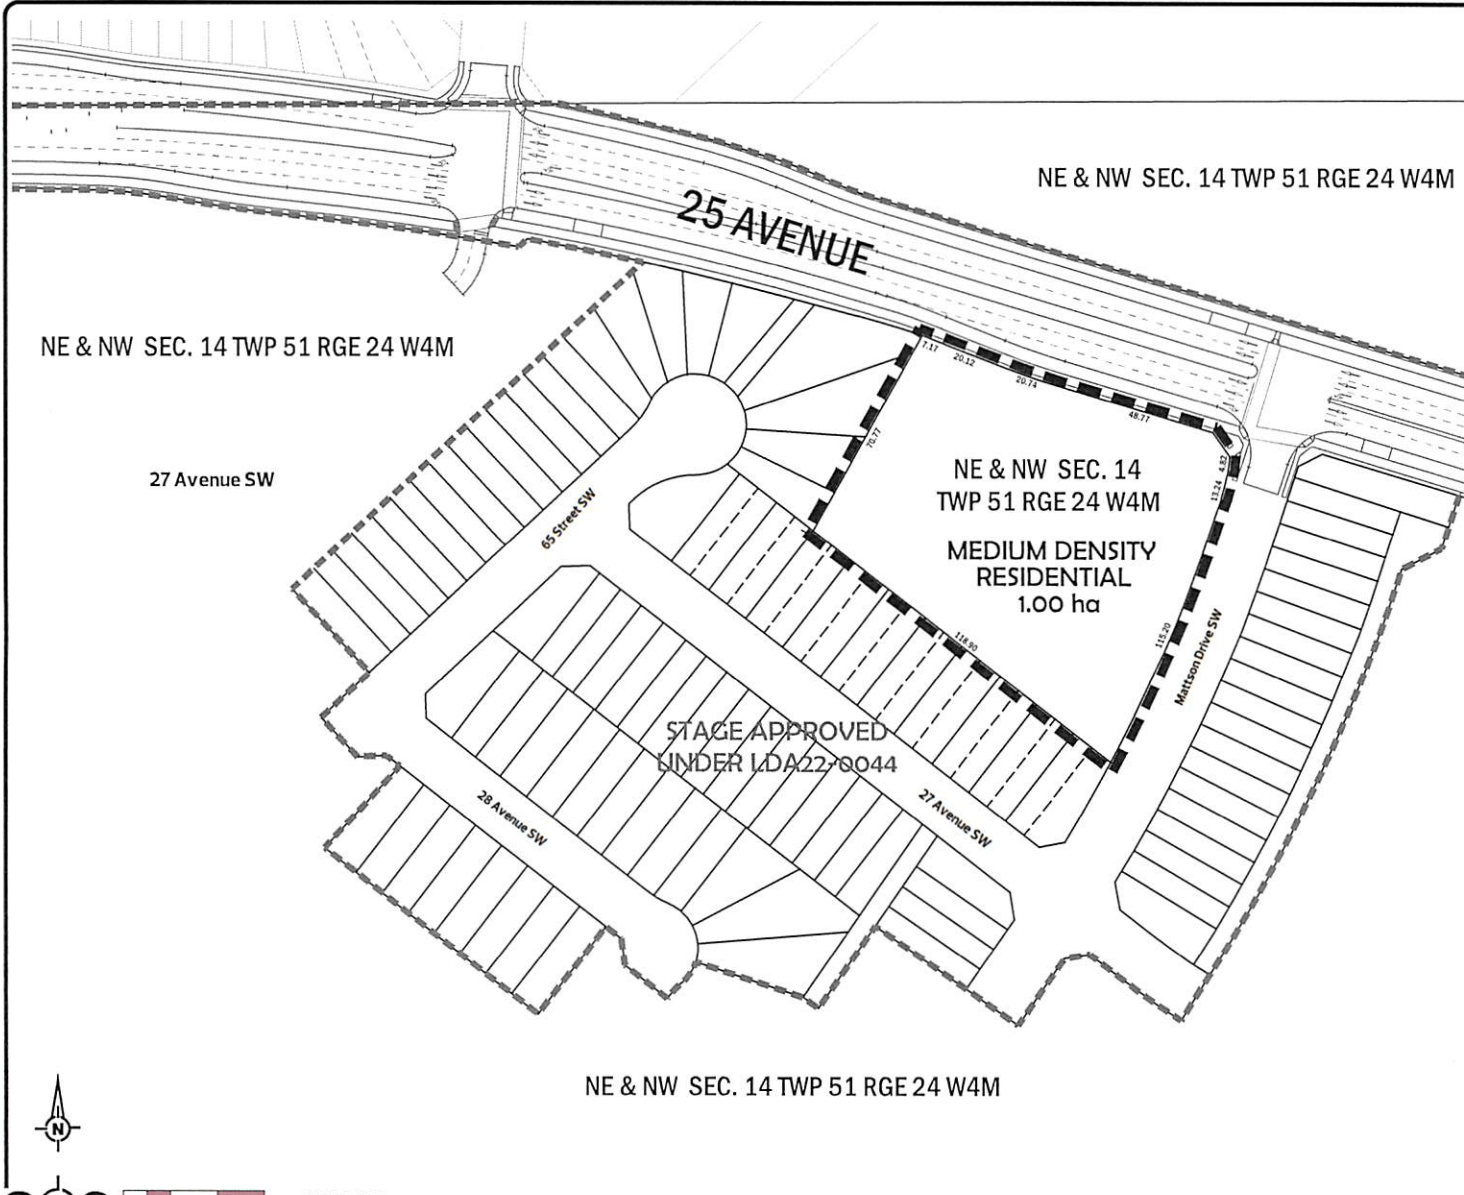 NE & NW SEC. 14 TWP 51 RGE 24 W4M
25 AVENUE
NE & NW SEC. 14 TWP 51 RGE 24 W4M
7.17
20.12
20.74
48.77
70.77
4.82
13.24
NE & NW SEC. 14
TWP 51 RGE 24 W4M
27 Avenue SW
65 Street SW
MEDIUM DENSITY
RESIDENTIAL
1.00 ha
118.90
115.20
Mattson Drive SW
STAGE APPROVED
UNDER LDA22-0044
28 Avenue SW
27 Avenue SW
NE & NW SEC. 14 TWP 51 RGE 24 W4M
N